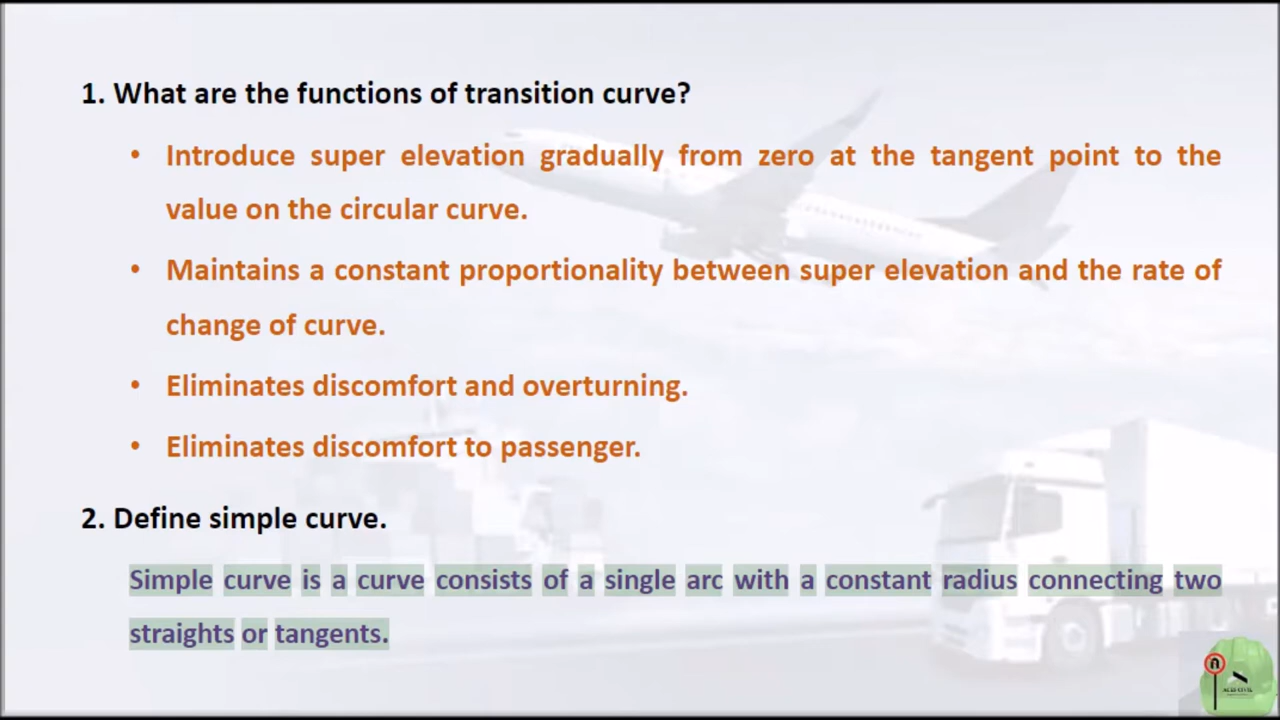 1. What are the functions of transition curve?
• Introduce super elevation gradually from zero at the tangent point to the
value on the circular curve.
• Maintains a constant proportionality between super elevation and the rate of
change of curve.
• Eliminates discomfort and overturning.
• Eliminates discomfort to passenger.
2. Define simple curve.
Simple curve is a curve consists of a single arc with a constant radius connecting two
straights or tangents.